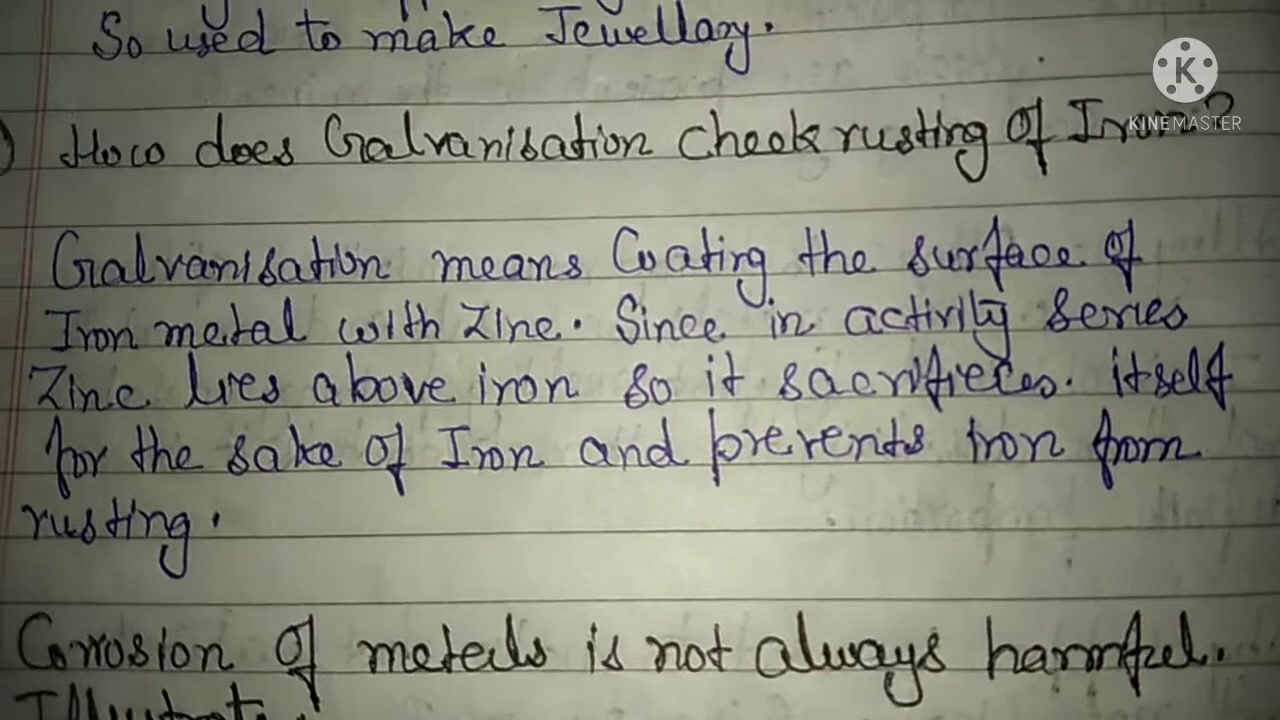 So used to make Jewellary.
K
KINEMASTER
) How does Galvanisation check rusting of Iron?
Galvanisation means Coating the surface of
Iron metal with Zinc. Since in activity series
Zinc lies above iron so it sacrifieces. itself
for the sake of Iron and prevents iron from
rusting.
Corrosion of metals is not always harmful.
Illustrate.